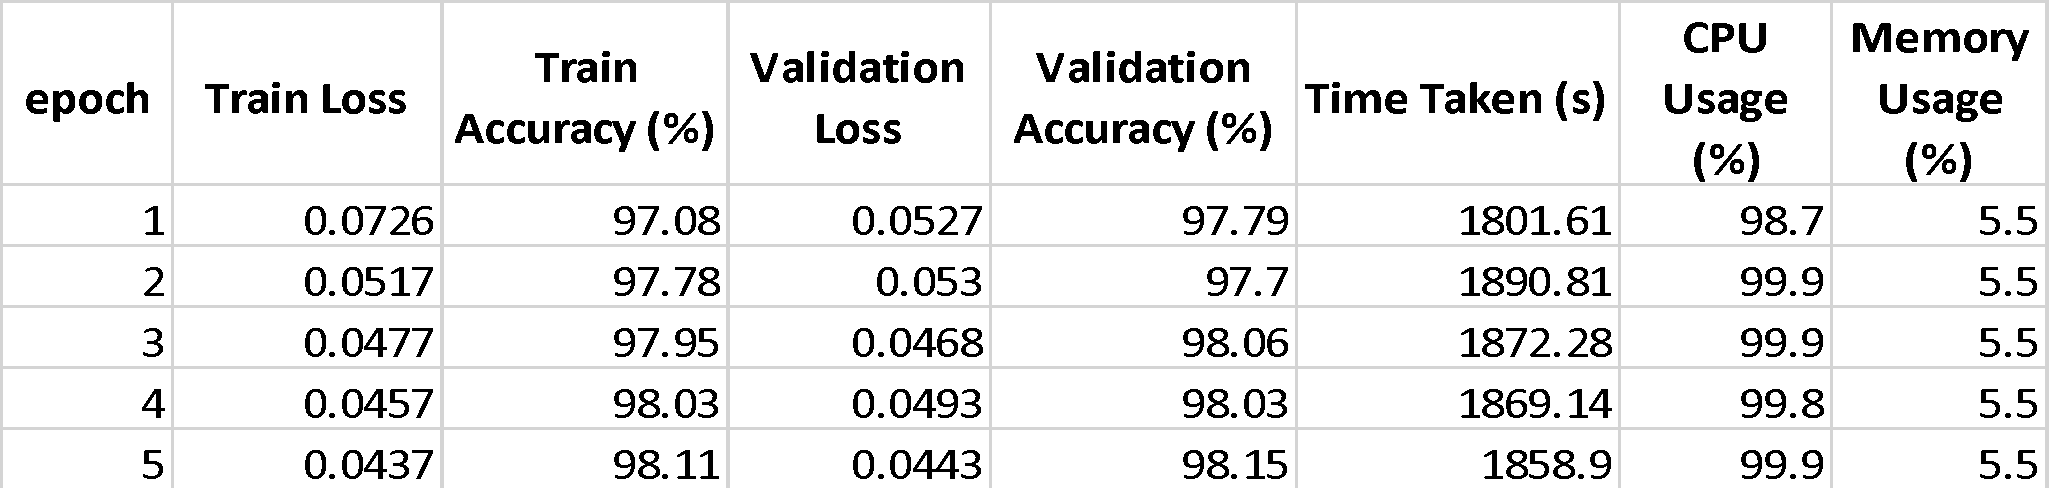 epoch Train Loss Train Accuracy (%) Validation Loss Validation Accuracy (%) Time Taken (s) CPU Usage (%) Memory Usage (%)
1 0.0726 97.08 0.0527 97.79 1801.61 98.7 5.5
2 0.0517 97.78 0.053 97.7 1890.81 99.9 5.5
3 0.0477 97.95 0.0468 98.06 1872.28 99.9 5.5
4 0.0457 98.03 0.0493 98.03 1869.14 99.8 5.5
5 0.0437 98.11 0.0443 98.15 1858.9 99.9 5.5